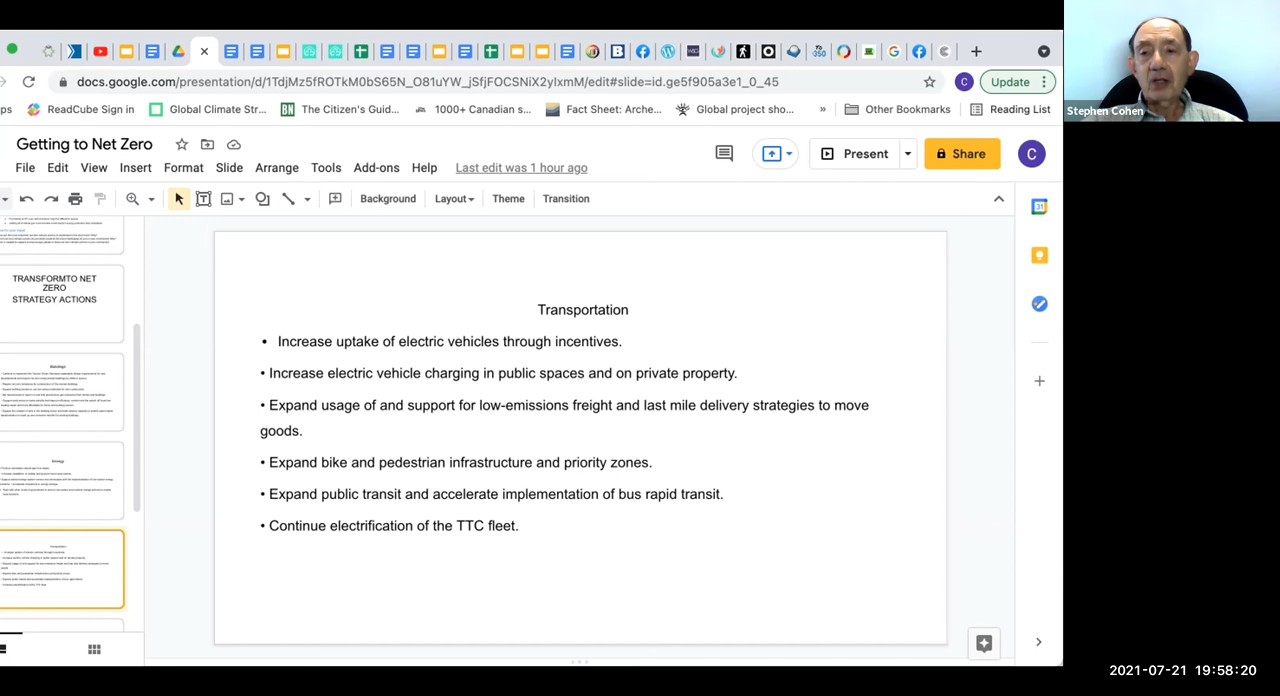 docs.google.com/presentation/d/1TdjMz5fROTkM0bS65N_O81uYW_jSfjFOCSNiX2yIxmM/edit#slide=id.ge5f905a3e1_0_45
C
Update
ps
ReadCube Sign in
Global Climate Str...
The Citizen's Guid...
1000+ Canadian s...
Fact Sheet: Arche...
Global project sho...
»
Other Bookmarks
Reading List
Stephen Cohen
Getting to Net Zero
Present
Share
C
File Edit View Insert Format Slide Arrange Tools Add-ons Help Last edit was 1 hour ago
Background Layout Theme Transition
31
TRANSFORMTO NET
ZERO
STRATEGY ACTIONS
Buildings
Energy
Transportation
Transportation
• Increase uptake of electric vehicles through incentives.
• Increase electric vehicle charging in public spaces and on private property.
• Expand usage of and support for low-emissions freight and last mile delivery strategies to move
goods.
• Expand bike and pedestrian infrastructure and priority zones.
• Expand public transit and accelerate implementation of bus rapid transit.
• Continue electrification of the TTC fleet.
2021-07-21 19:58:20